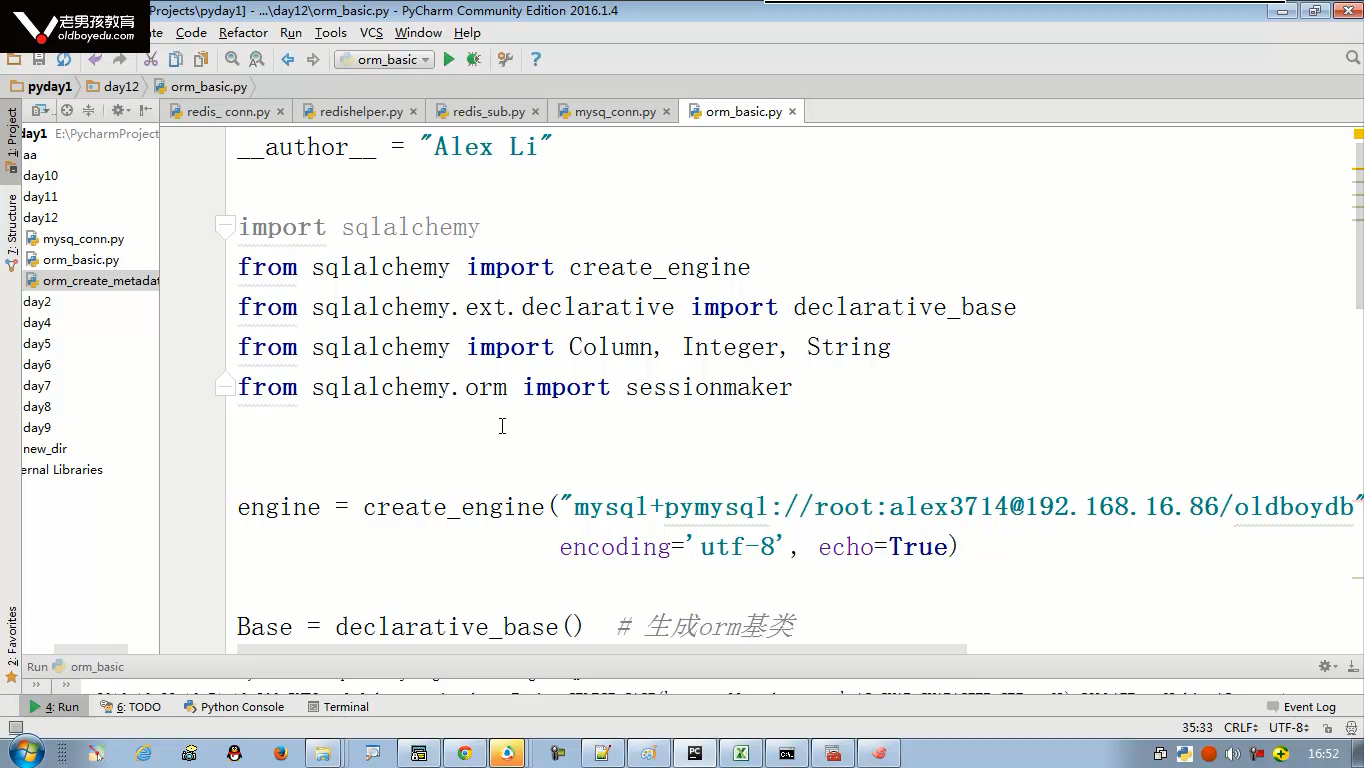 老男孩教育
oldboyedu.com
Projects\pyday1] - ...\day12\orm_basic.py - PyCharm Community Edition 2016.1.4
Code Refactor Run Tools VCS Window Help
orm_basic
pyday1 day12 orm_basic.py
redis_ conn.py redishelper.py redis_sub.py mysq_conn.py orm_basic.py
1: Project
7: Structure
2: Favorites
day1 E:\PycharmProject
aa
day10
day11
day12
mysq_conn.py
orm_basic.py
orm_create_metadat
day2
day4
day5
day6
day7
day8
day9
new_dir
ernal Libraries
__author__ = "Alex Li"
import sqlalchemy
from sqlalchemy import create_engine
from sqlalchemy.ext.declarative import declarative_base
from sqlalchemy import Column, Integer, String
from sqlalchemy.orm import sessionmaker
engine = create_engine("mysql+pymysql://root:alex3714@192.168.16.86/oldboydb"
encoding='utf-8', echo=True)
Base = declarative_base() # 生成orm基类
Run orm_basic
4: Run 6: TODO Python Console Terminal Event Log
35:33 CRLF UTF-8
16:52